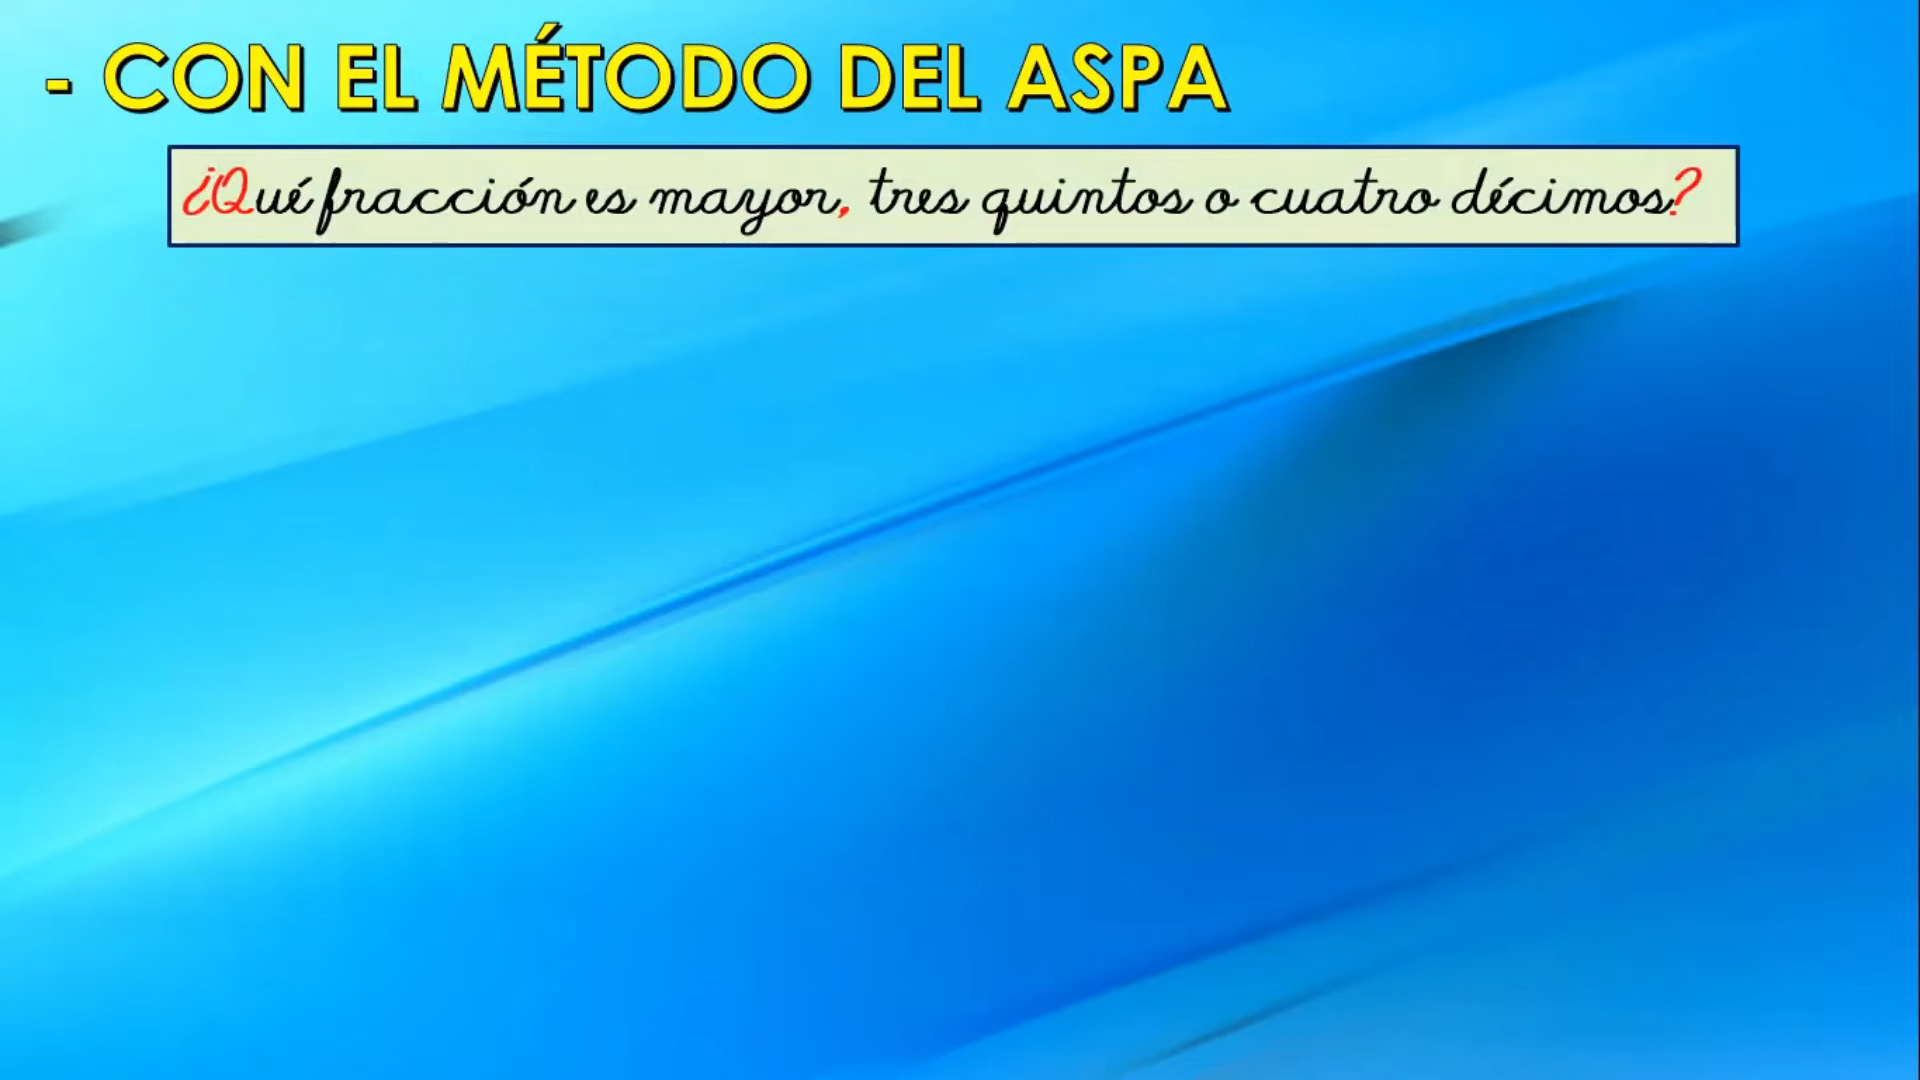 - CON EL MÉTODO DEL ASPA
¿Qué fracción es mayor, tres quintos o cuatro décimos?